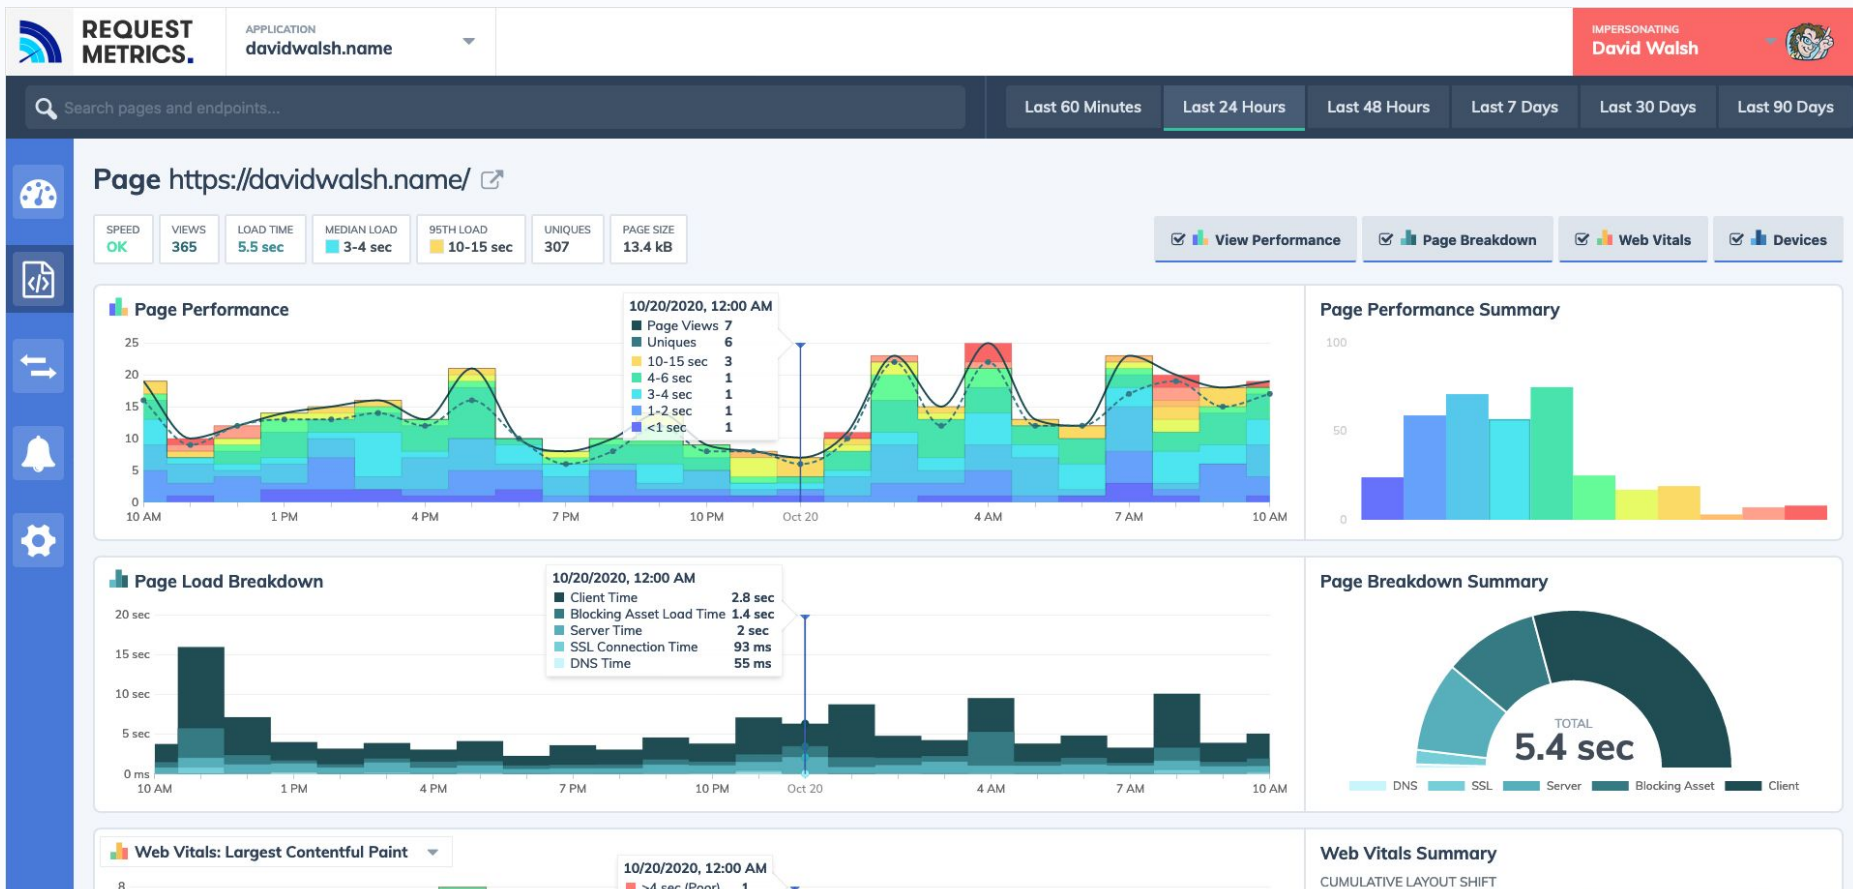 REQUEST
METRICS.
APPLICATION
davidwalsh.name
IMPERSONATING
David Walsh
Search pages and endpoints...
Last 60 Minutes
Last 24 Hours
Last 48 Hours
Last 7 Days
Last 30 Days
Last 90 Days
Page https://davidwalsh.name/
SPEED
OK
VIEWS
365
LOAD TIME
5.5 sec
MEDIAN LOAD
3-4 sec
95TH LOAD
10-15 sec
UNIQUES
307
PAGE SIZE
13.4 kB
View Performance
Page Breakdown
Web Vitals
Devices
Page Performance
25
20
15
10
5
0
10 AM
1 PM
4 PM
7 PM
10 PM
Oct 20
4 AM
7 AM
10 AM
10/20/2020, 12:00 AM
Page Views 7
Uniques 6
10-15 sec 3
4-6 sec 1
3-4 sec 1
1-2 sec 1
<1 sec 1
Page Performance Summary
100
50
0
Page Load Breakdown
20 sec
15 sec
10 sec
5 sec
0 ms
10 AM
1 PM
4 PM
7 PM
10 PM
Oct 20
4 AM
7 AM
10 AM
10/20/2020, 12:00 AM
Client Time 2.8 sec
Blocking Asset Load Time 1.4 sec
Server Time 2 sec
SSL Connection Time 93 ms
DNS Time 55 ms
Page Breakdown Summary
TOTAL
5.4 sec
DNS
SSL
Server
Blocking Asset
Client
Web Vitals: Largest Contentful Paint
8
10/20/2020, 12:00 AM
>4 sec (Poor) 1
Web Vitals Summary
CUMULATIVE LAYOUT SHIFT